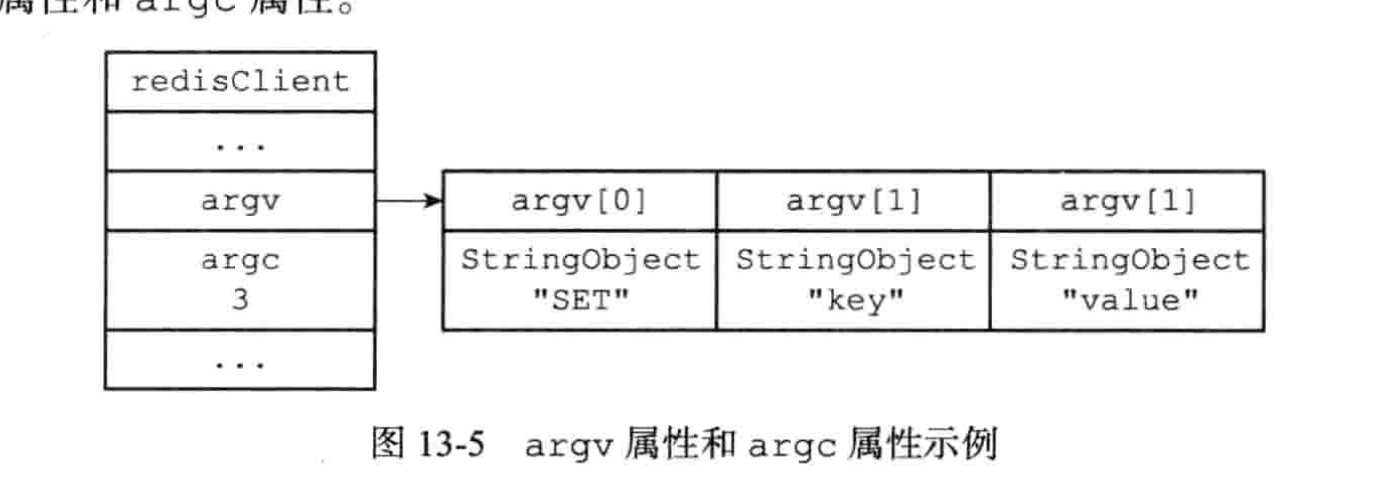 属性和 argc 属性。
redisClient
...
argv
argc
3
...
argv[0] argv[1] argv[1]
StringObject StringObject StringObject
"SET" "key" "value"
图 13-5 argv 属性和 argc 属性示例